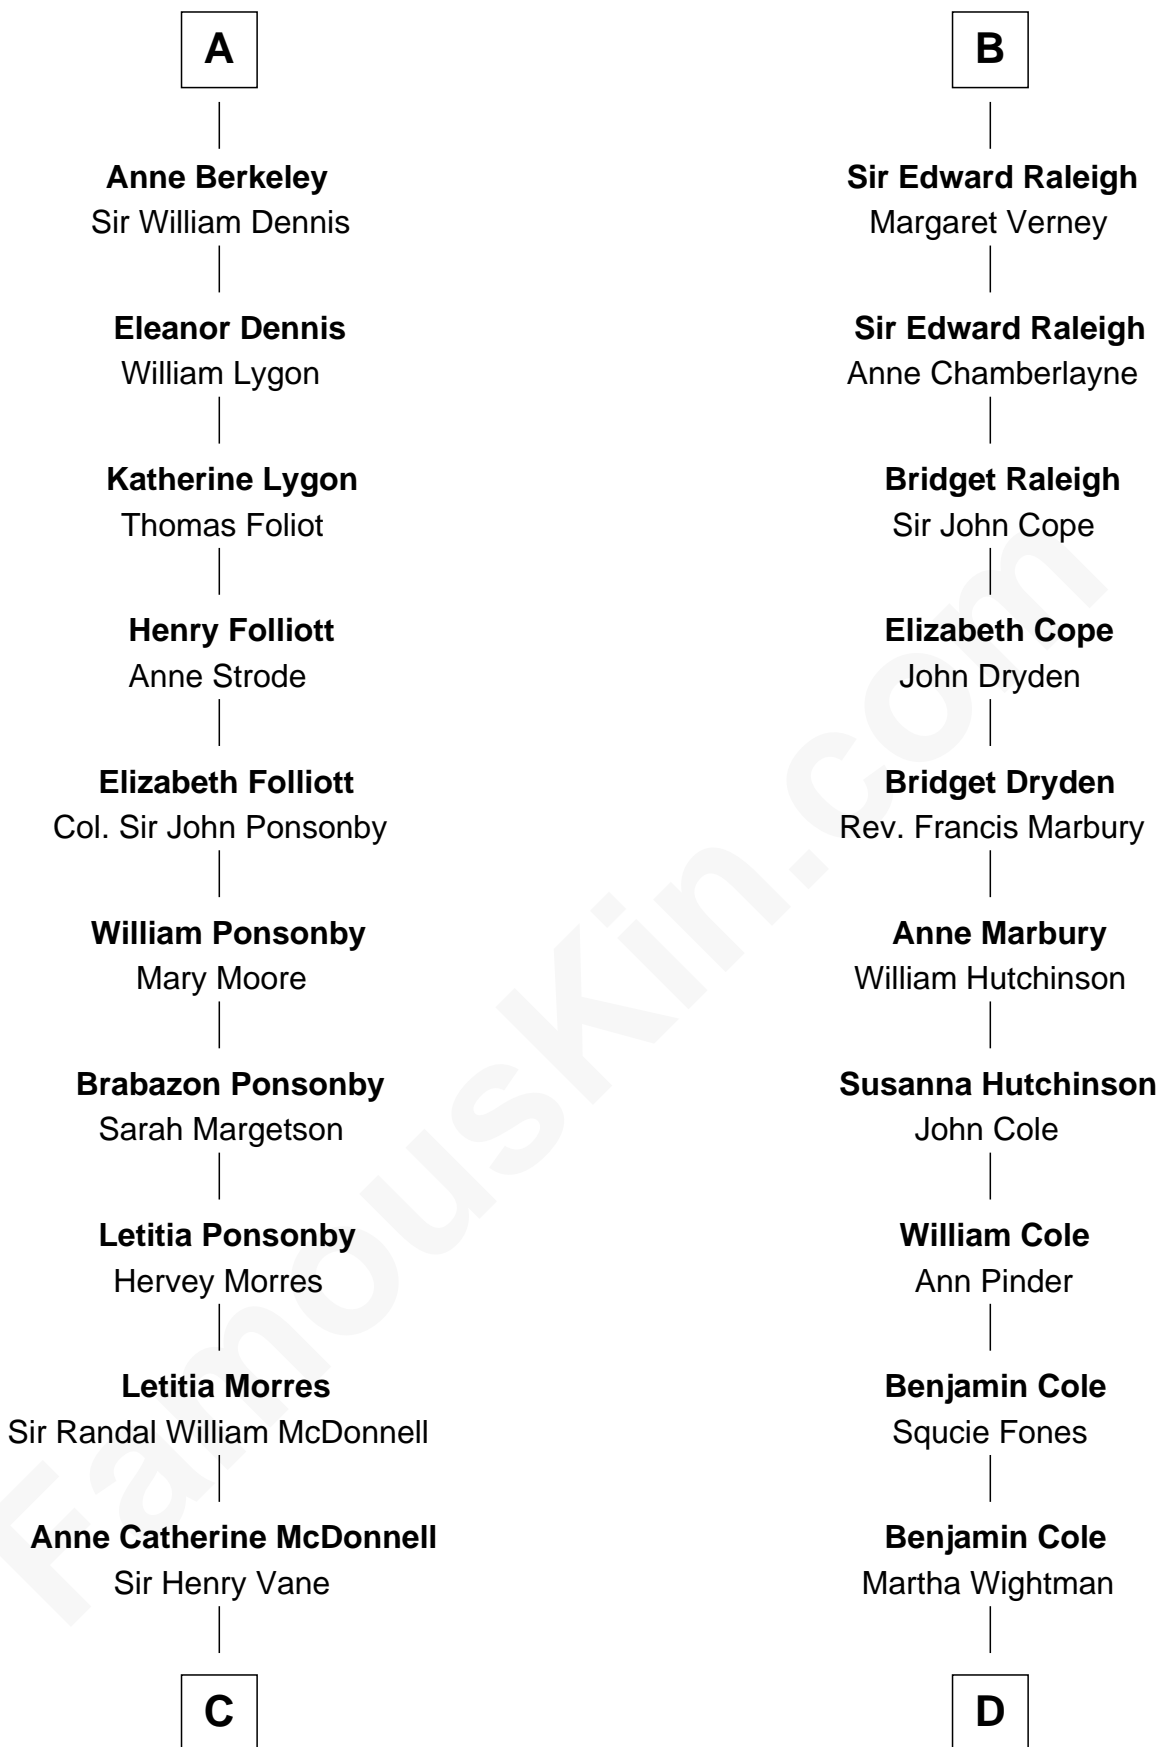 A
Anne Berkeley
Sir William Dennis
Eleanor Dennis
William Lygon
Katherine Lygon
Thomas Foliot
Henry Folliott
Anne Strode
Elizabeth Folliott
Col. Sir John Ponsonby
William Ponsonby
Mary Moore
Brabazon Ponsonby
Sarah Margetson
Letitia Ponsonby
Hervey Morres
Letitia Morres
Sir Randal William McDonnell
Anne Catherine McDonnell
Sir Henry Vane
C
B
Sir Edward Raleigh
Margaret Verney
Sir Edward Raleigh
Anne Chamberlayne
Bridget Raleigh
Sir John Cope
Elizabeth Cope
John Dryden
Bridget Dryden
Rev. Francis Marbury
Anne Marbury
William Hutchinson
Susanna Hutchinson
John Cole
William Cole
Ann Pinder
Benjamin Cole
Squcie Fones
Benjamin Cole
Martha Wightman
D
FamousKin.com